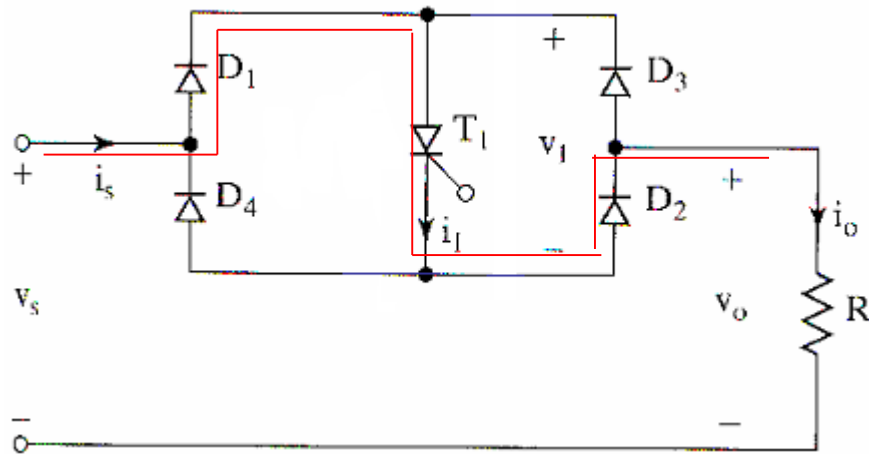 +
D₁
D₃
T₁
v₁
+
iₛ
+
D₄
i₁
D₂
−
iₒ
vₛ
vₒ
R
−
−